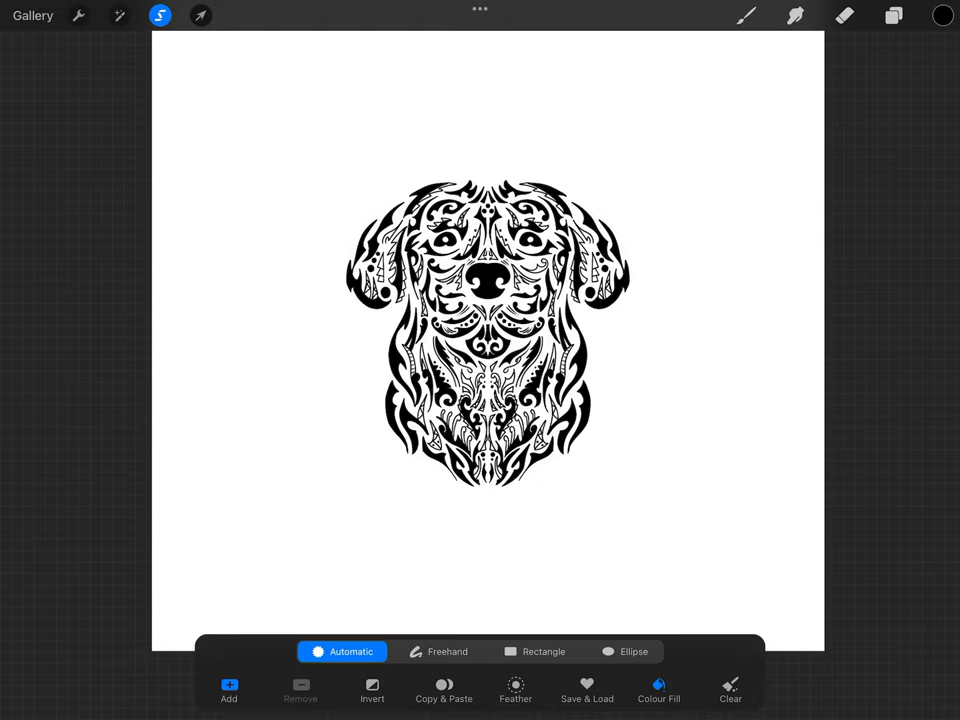 Gallery
Automatic Freehand Rectangle Ellipse
Add Remove Invert Copy & Paste Feather Save & Load Colour Fill Clear